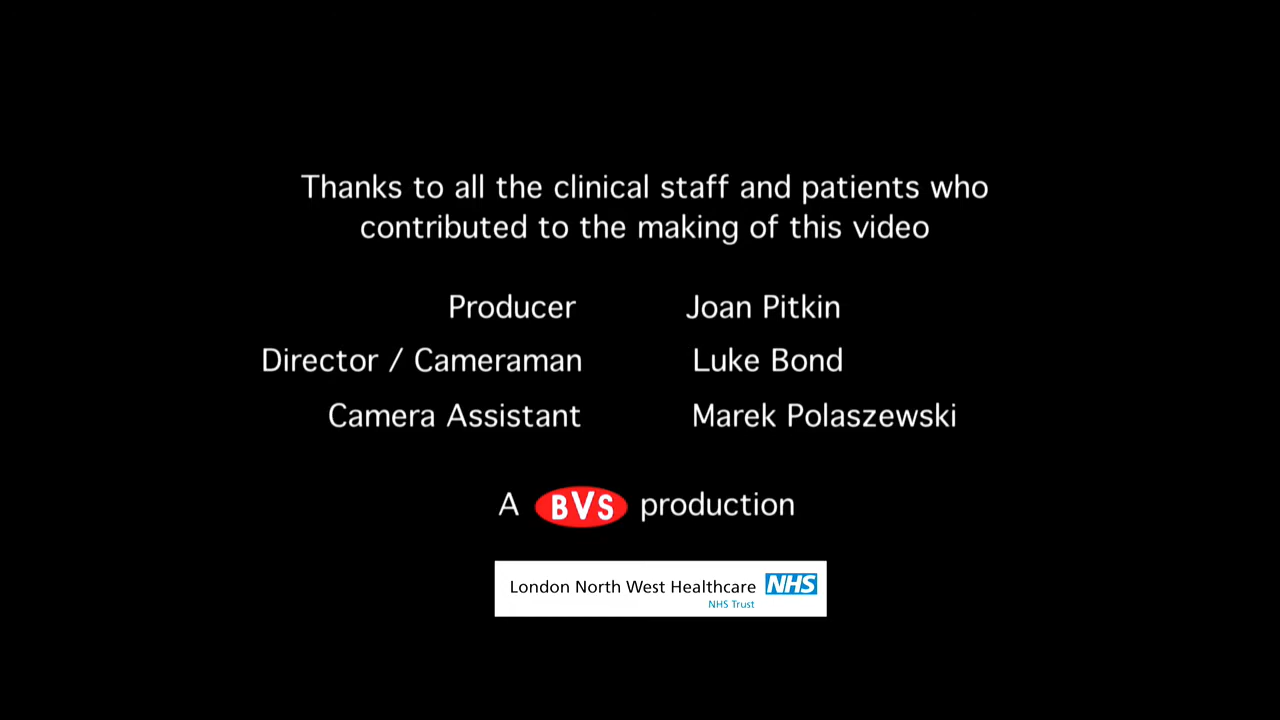 Thanks to all the clinical staff and patients who
contributed to the making of this video
Producer Joan Pitkin
Director / Cameraman Luke Bond
Camera Assistant Marek Polaszewski
A BVS production
London North West Healthcare NHS
NHS Trust